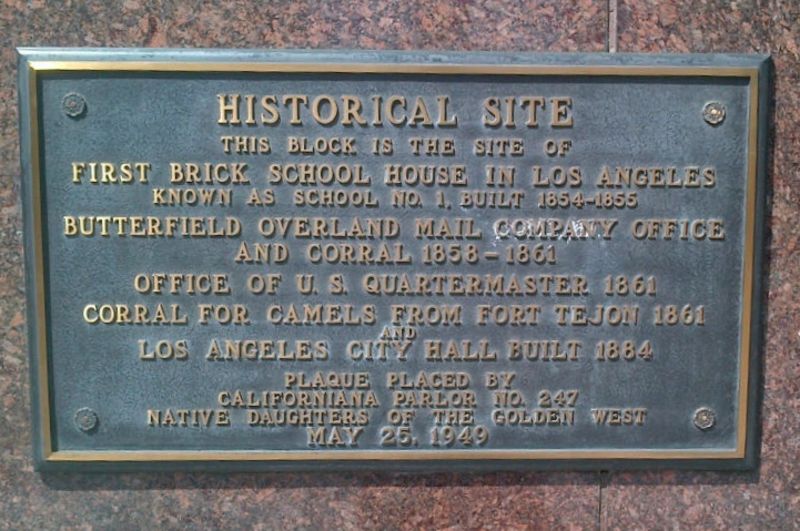 HISTORICAL SITE
THIS BLOCK IS THE SITE OF
FIRST BRICK SCHOOL HOUSE IN LOS ANGELES
KNOWN AS SCHOOL NO. 1, BUILT 1854-1855
BUTTERFIELD OVERLAND MAIL COMPANY OFFICE
AND CORRAL 1858-1861
OFFICE OF U. S. QUARTERMASTER 1861
CORRAL FOR CAMELS FROM FORT TEJON 1861
AND
LOS ANGELES CITY HALL BUILT 1884
PLAQUE PLACED BY
CALIFORNIANA PARLOR NO. 247
NATIVE DAUGHTERS OF THE GOLDEN WEST
MAY 25, 1949